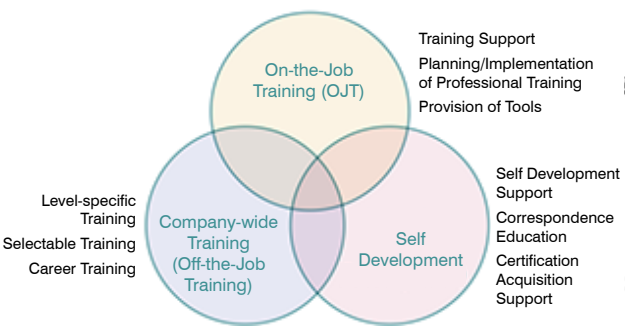 On-the-Job
Training (OJT)
Training Support
Planning/Implementation
of Professional Training
Provision of Tools
Level-specific
Training
Selectable Training
Career Training
Company-wide
Training
(Off-the-Job
Training)
Self
Development
Self Development
Support
Correspondence
Education
Certification
Acquisition
Support